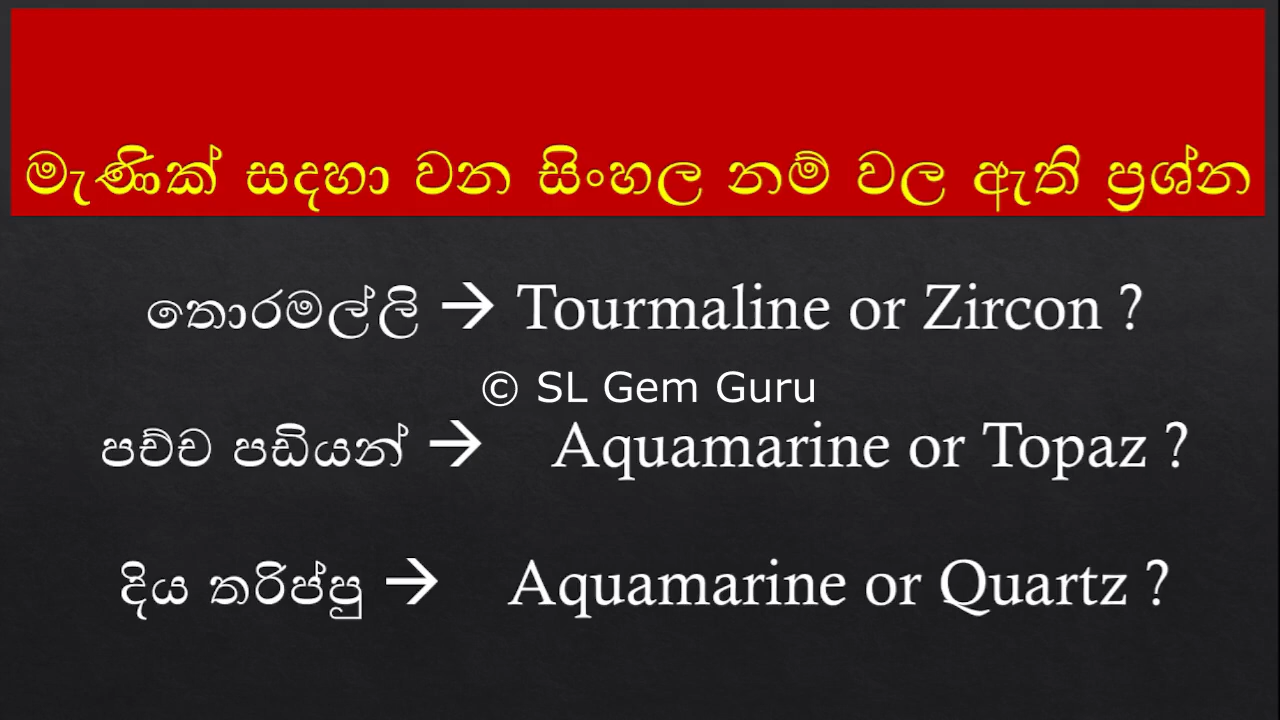 මැණික් සදහා වන සිංහල නම් වල ඇති ප්‍රශ්න
තොරමල්ලි → Tourmaline or Zircon ?
© SL Gem Guru
පච්ච පඩියන් → Aquamarine or Topaz ?
දිය තරිප්පු → Aquamarine or Quartz ?